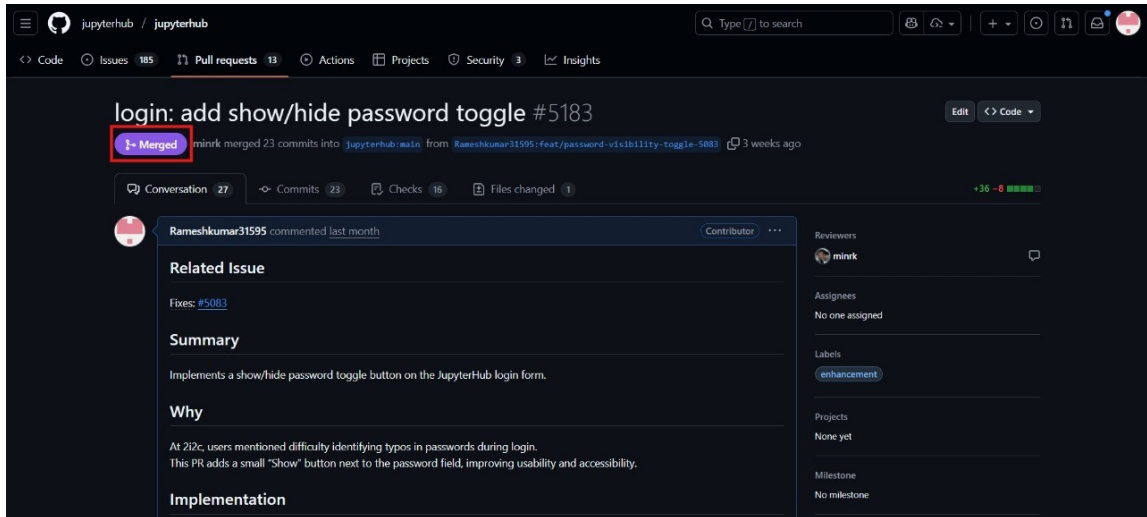 jupyterhub / jupyterhub
Type / to search
Code Issues 185 Pull requests 13 Actions Projects Security 3 Insights
login: add show/hide password toggle #5183
Edit <> Code
Merged minrk merged 23 commits into jupyterhub:main from Rameshkumar31595:feat/password-visibility-toggle-5083 3 weeks ago
Conversation 27 Commits 23 Checks 16 Files changed 1 +36 −8
Rameshkumar31595 commented last month Contributor ...
Related Issue
Fixes: #5083
Summary
Implements a show/hide password toggle button on the JupyterHub login form.
Why
At 2i2c, users mentioned difficulty identifying typos in passwords during login.
This PR adds a small “Show” button next to the password field, improving usability and accessibility.
Implementation
Reviewers
minrk
Assignees
No one assigned
Labels
enhancement
Projects
None yet
Milestone
No milestone